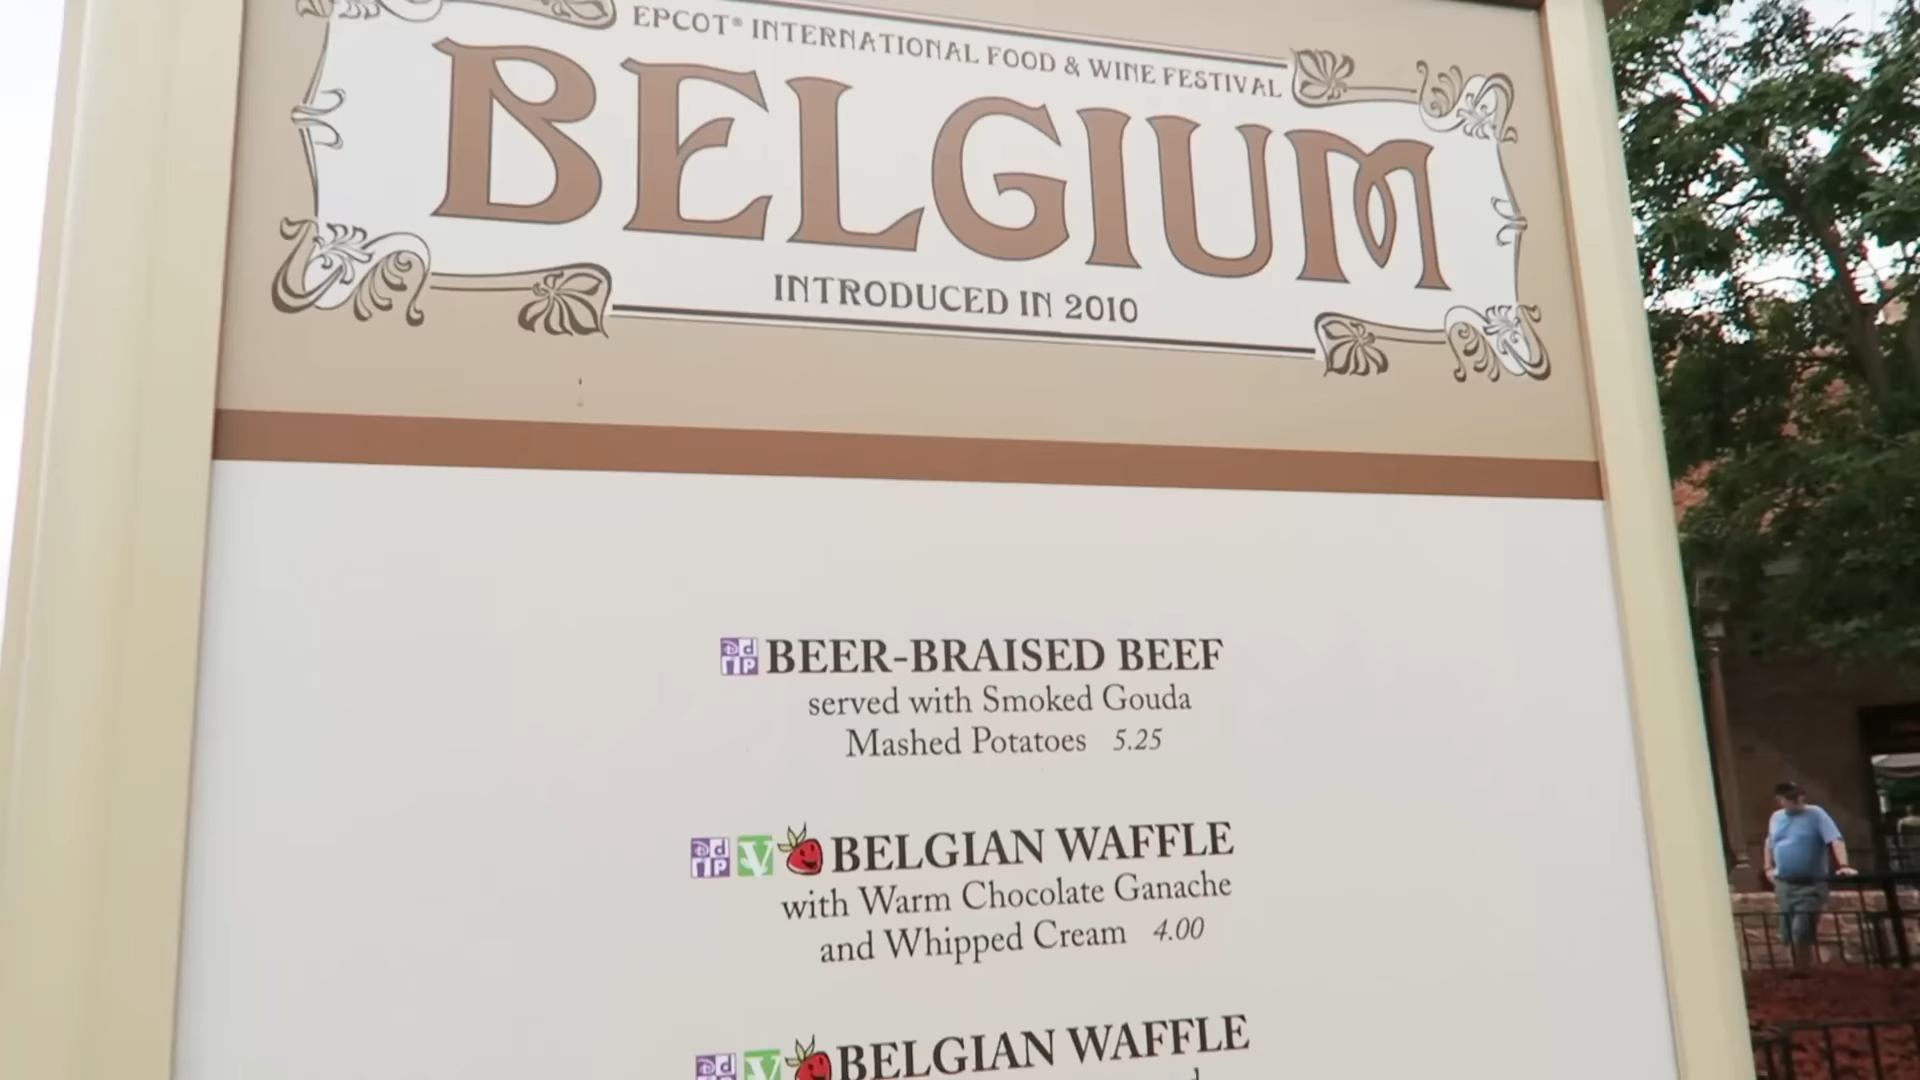 EPCOT® INTERNATIONAL FOOD & WINE FESTIVAL
BELGIUM
INTRODUCED IN 2010
BEER-BRAISED BEEF
served with Smoked Gouda
Mashed Potatoes 5.25
V BELGIAN WAFFLE
with Warm Chocolate Ganache
and Whipped Cream 4.00
V BELGIAN WAFFLE